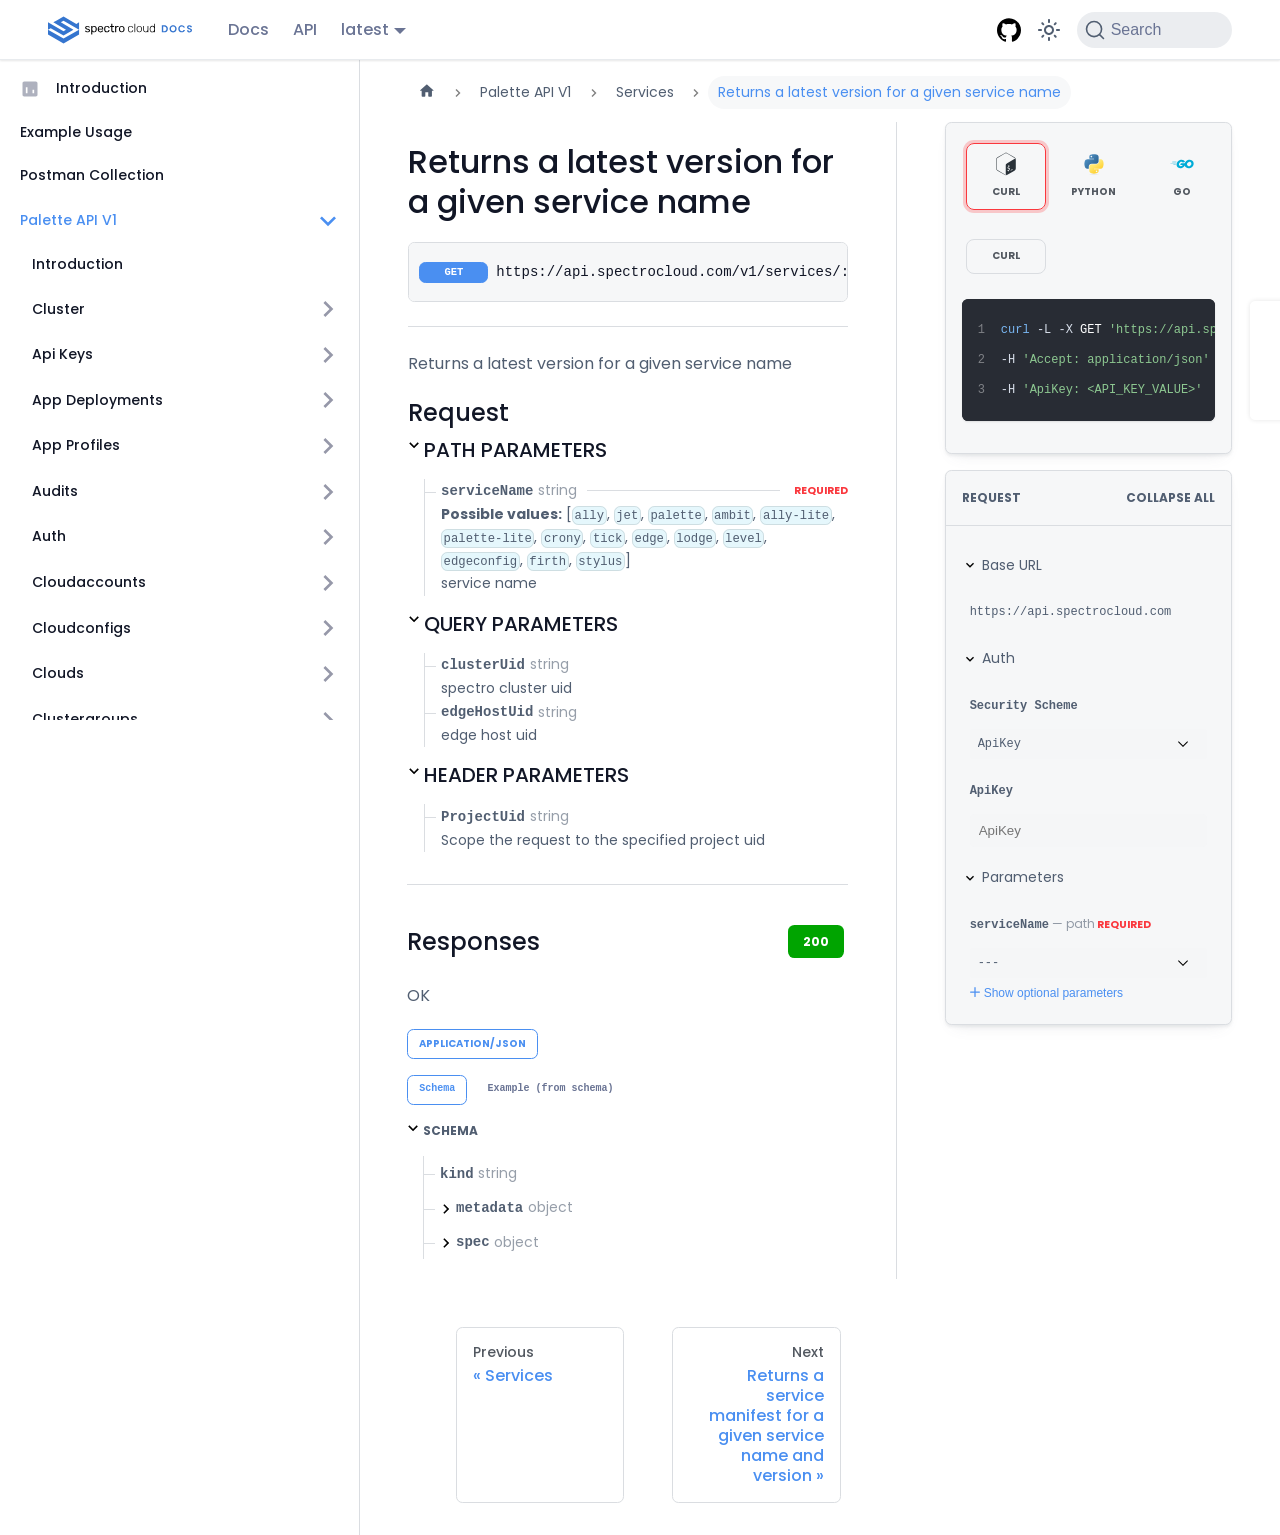 spectro cloud DOCS
Docs
API
latest
Search
Introduction
Example Usage
Postman Collection
Palette API V1
Introduction
Cluster
Api Keys
App Deployments
App Profiles
Audits
Auth
Cloudaccounts
Cloudconfigs
Clouds
Clustergroups
Palette API V1
Services
Returns a latest version for a given service name
Returns a latest version for
a given service name
GET https://api.spectrocloud.com/v1/services/:
Returns a latest version for a given service name
Request
PATH PARAMETERS
serviceName string REQUIRED
Possible values: [ally, jet, palette, ambit, ally-lite,
palette-lite, crony, tick, edge, lodge, level,
edgeconfig, firth, stylus]
service name
QUERY PARAMETERS
clusterUid string
spectro cluster uid
edgeHostUid string
edge host uid
HEADER PARAMETERS
ProjectUid string
Scope the request to the specified project uid
Responses
200
OK
APPLICATION/JSON
Schema
Example (from schema)
SCHEMA
kind string
metadata object
spec object
Previous
« Services
Next
Returns a
service
manifest for a
given service
name and
version »
CURL
PYTHON
GO
CURL
1 curl -L -X GET 'https://api.sp
2 -H 'Accept: application/json'
3 -H 'ApiKey: <API_KEY_VALUE>'
REQUEST
COLLAPSE ALL
Base URL
https://api.spectrocloud.com
Auth
Security Scheme
ApiKey
ApiKey
ApiKey
Parameters
serviceName — path REQUIRED
---
Show optional parameters